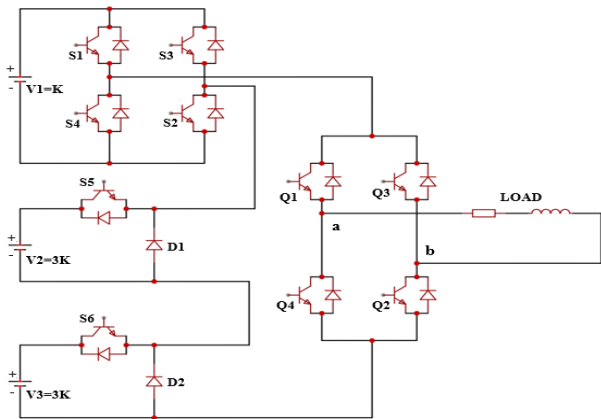 S1
S3
+
-
V1=K
S4
S2
S5
+
-
V2=3K
D1
S6
+
-
V3=3K
D2
Q1
Q3
LOAD
a
b
Q4
Q2